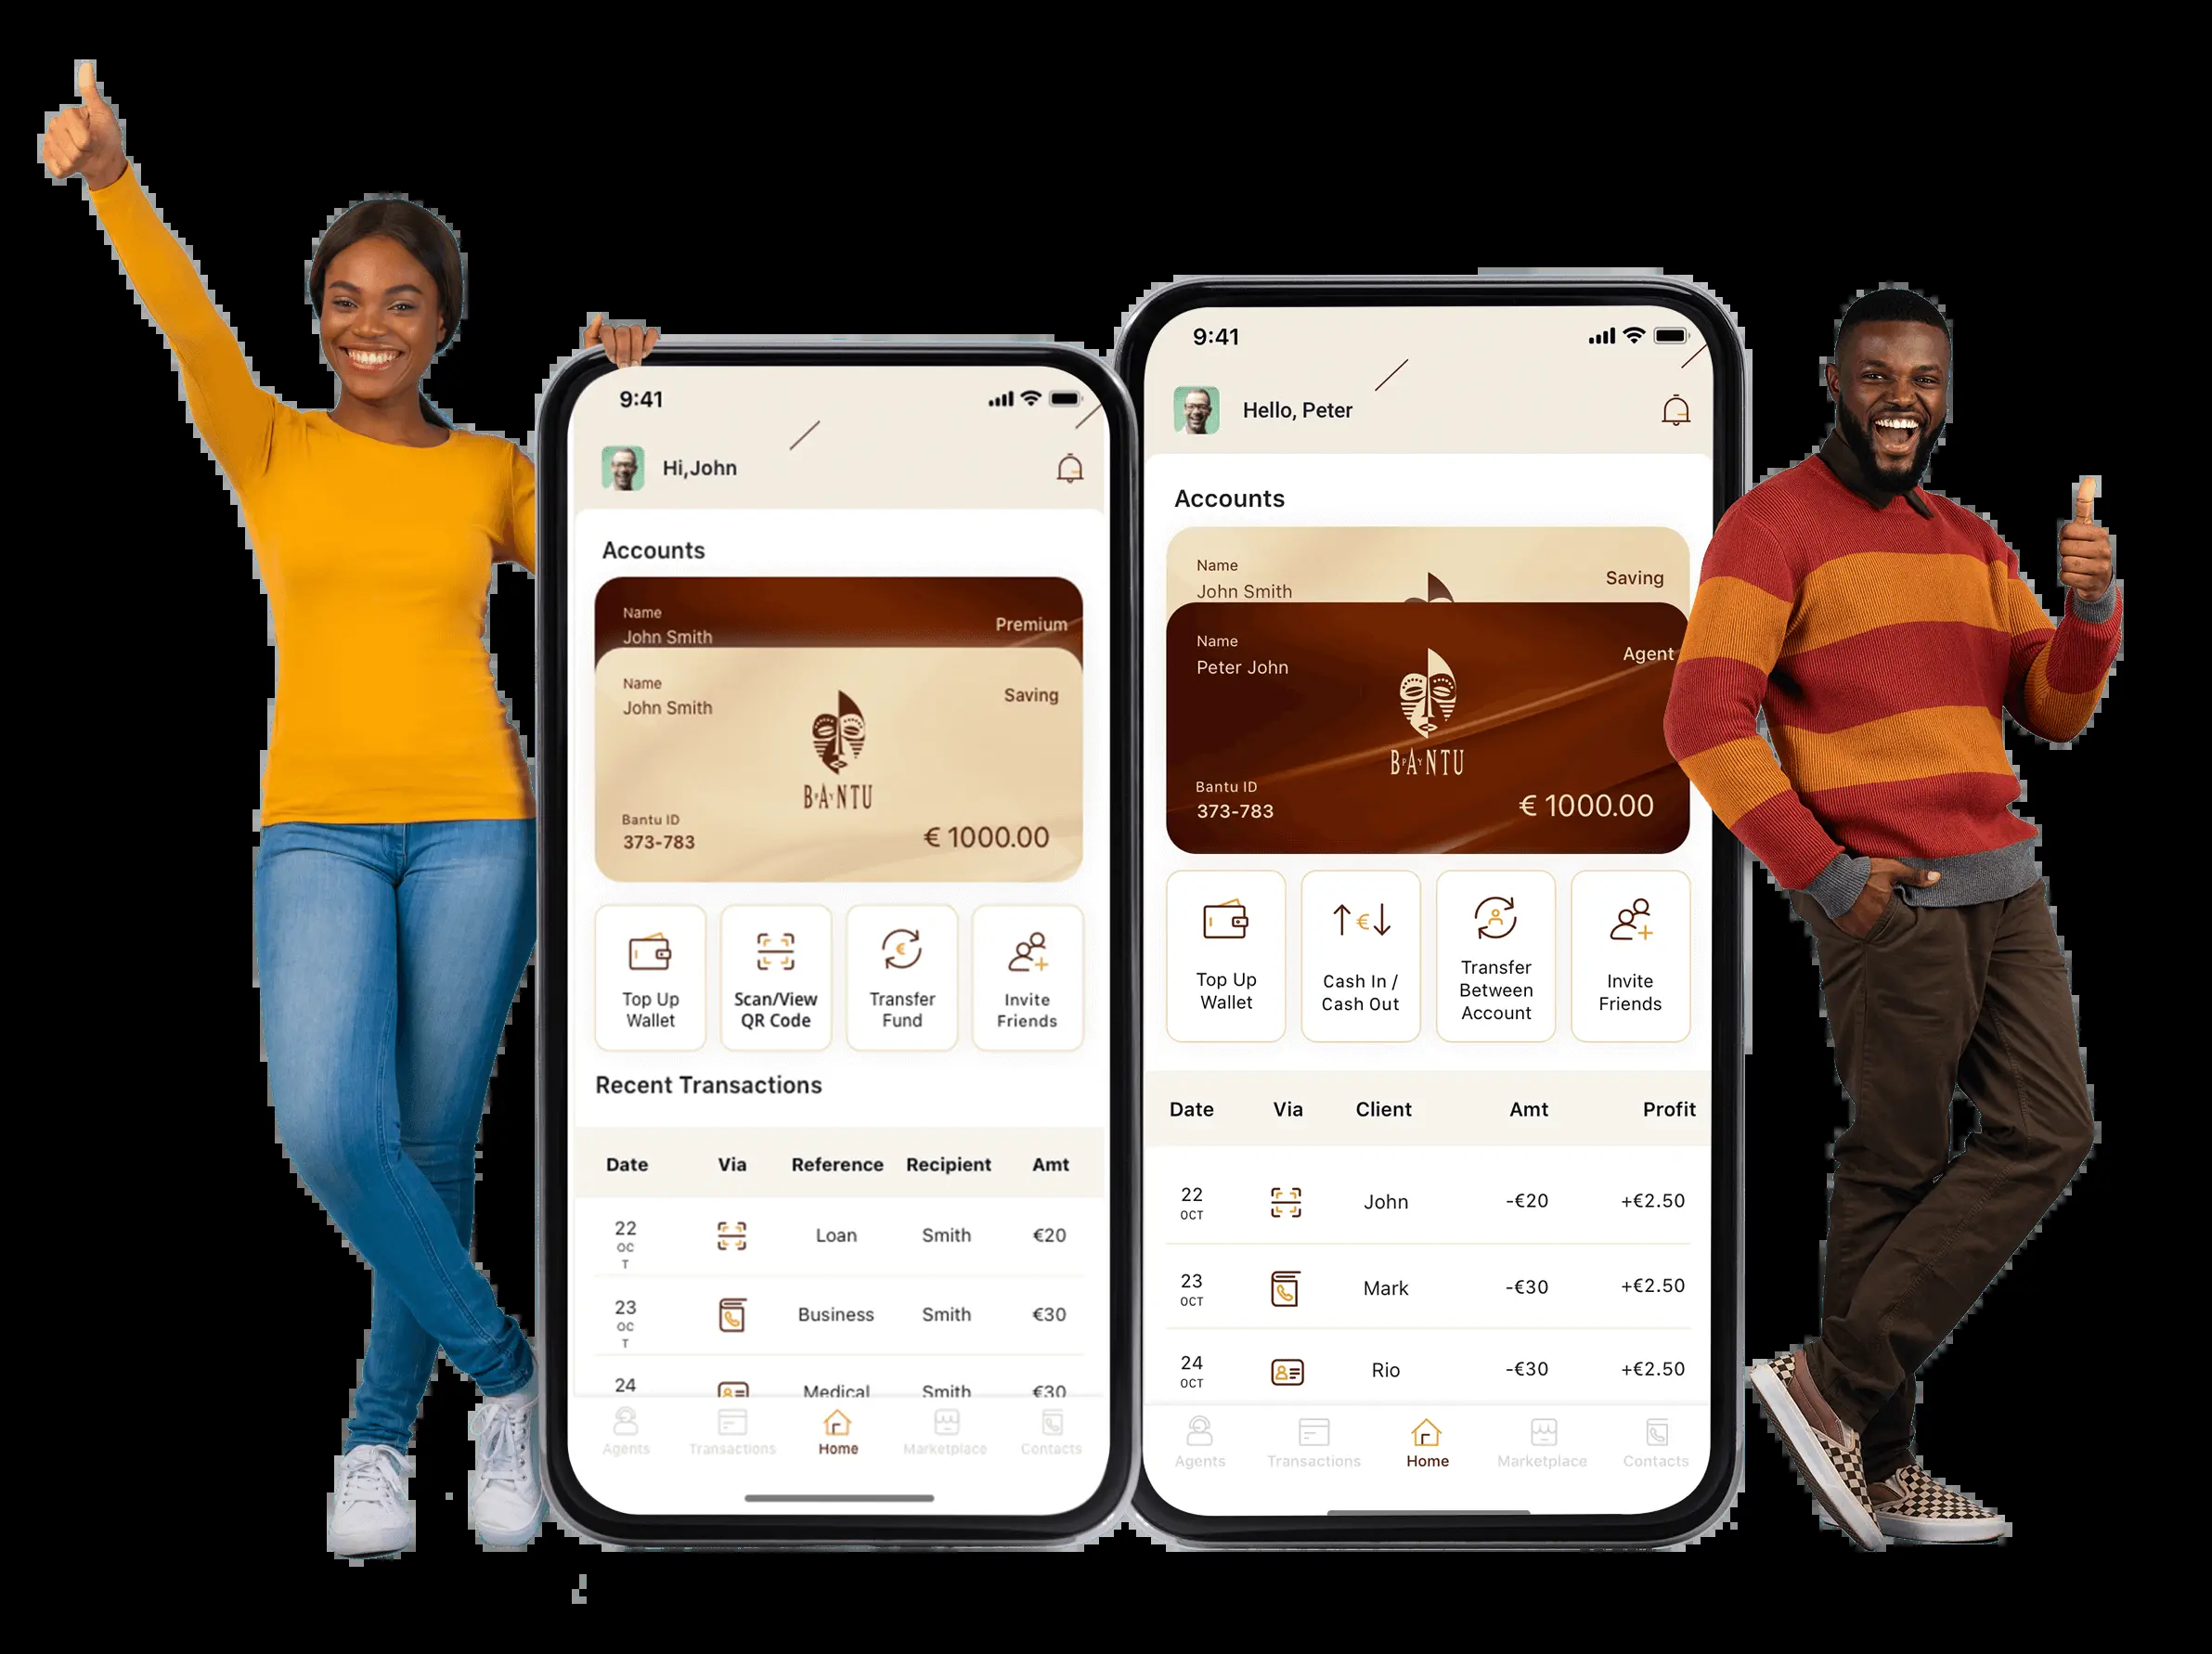 9:41
Hi,John
Accounts
Name
John Smith
Premium
Name
John Smith
Saving
BPAYNTU
Bantu ID
373-783
€ 1000.00
Top Up
Wallet
Scan/View
QR Code
Transfer
Fund
Invite
Friends
Recent Transactions
Date Via Reference Recipient Amt
22
OC
T
Loan Smith €20
23
OC
T
Business Smith €30
24
Medical Smith €30
Agents Transactions Home Marketplace Contacts
9:41
Hello, Peter
Accounts
Name
John Smith
Saving
Name
Peter John
Agent
BPAYNTU
Bantu ID
373-783
€ 1000.00
Top Up
Wallet
Cash In /
Cash Out
Transfer
Between
Account
Invite
Friends
Date Via Client Amt Profit
22
OCT
John -€20 +€2.50
23
OCT
Mark -€30 +€2.50
24
OCT
Rio -€30 +€2.50
Agents Transactions Home Marketplace Contacts